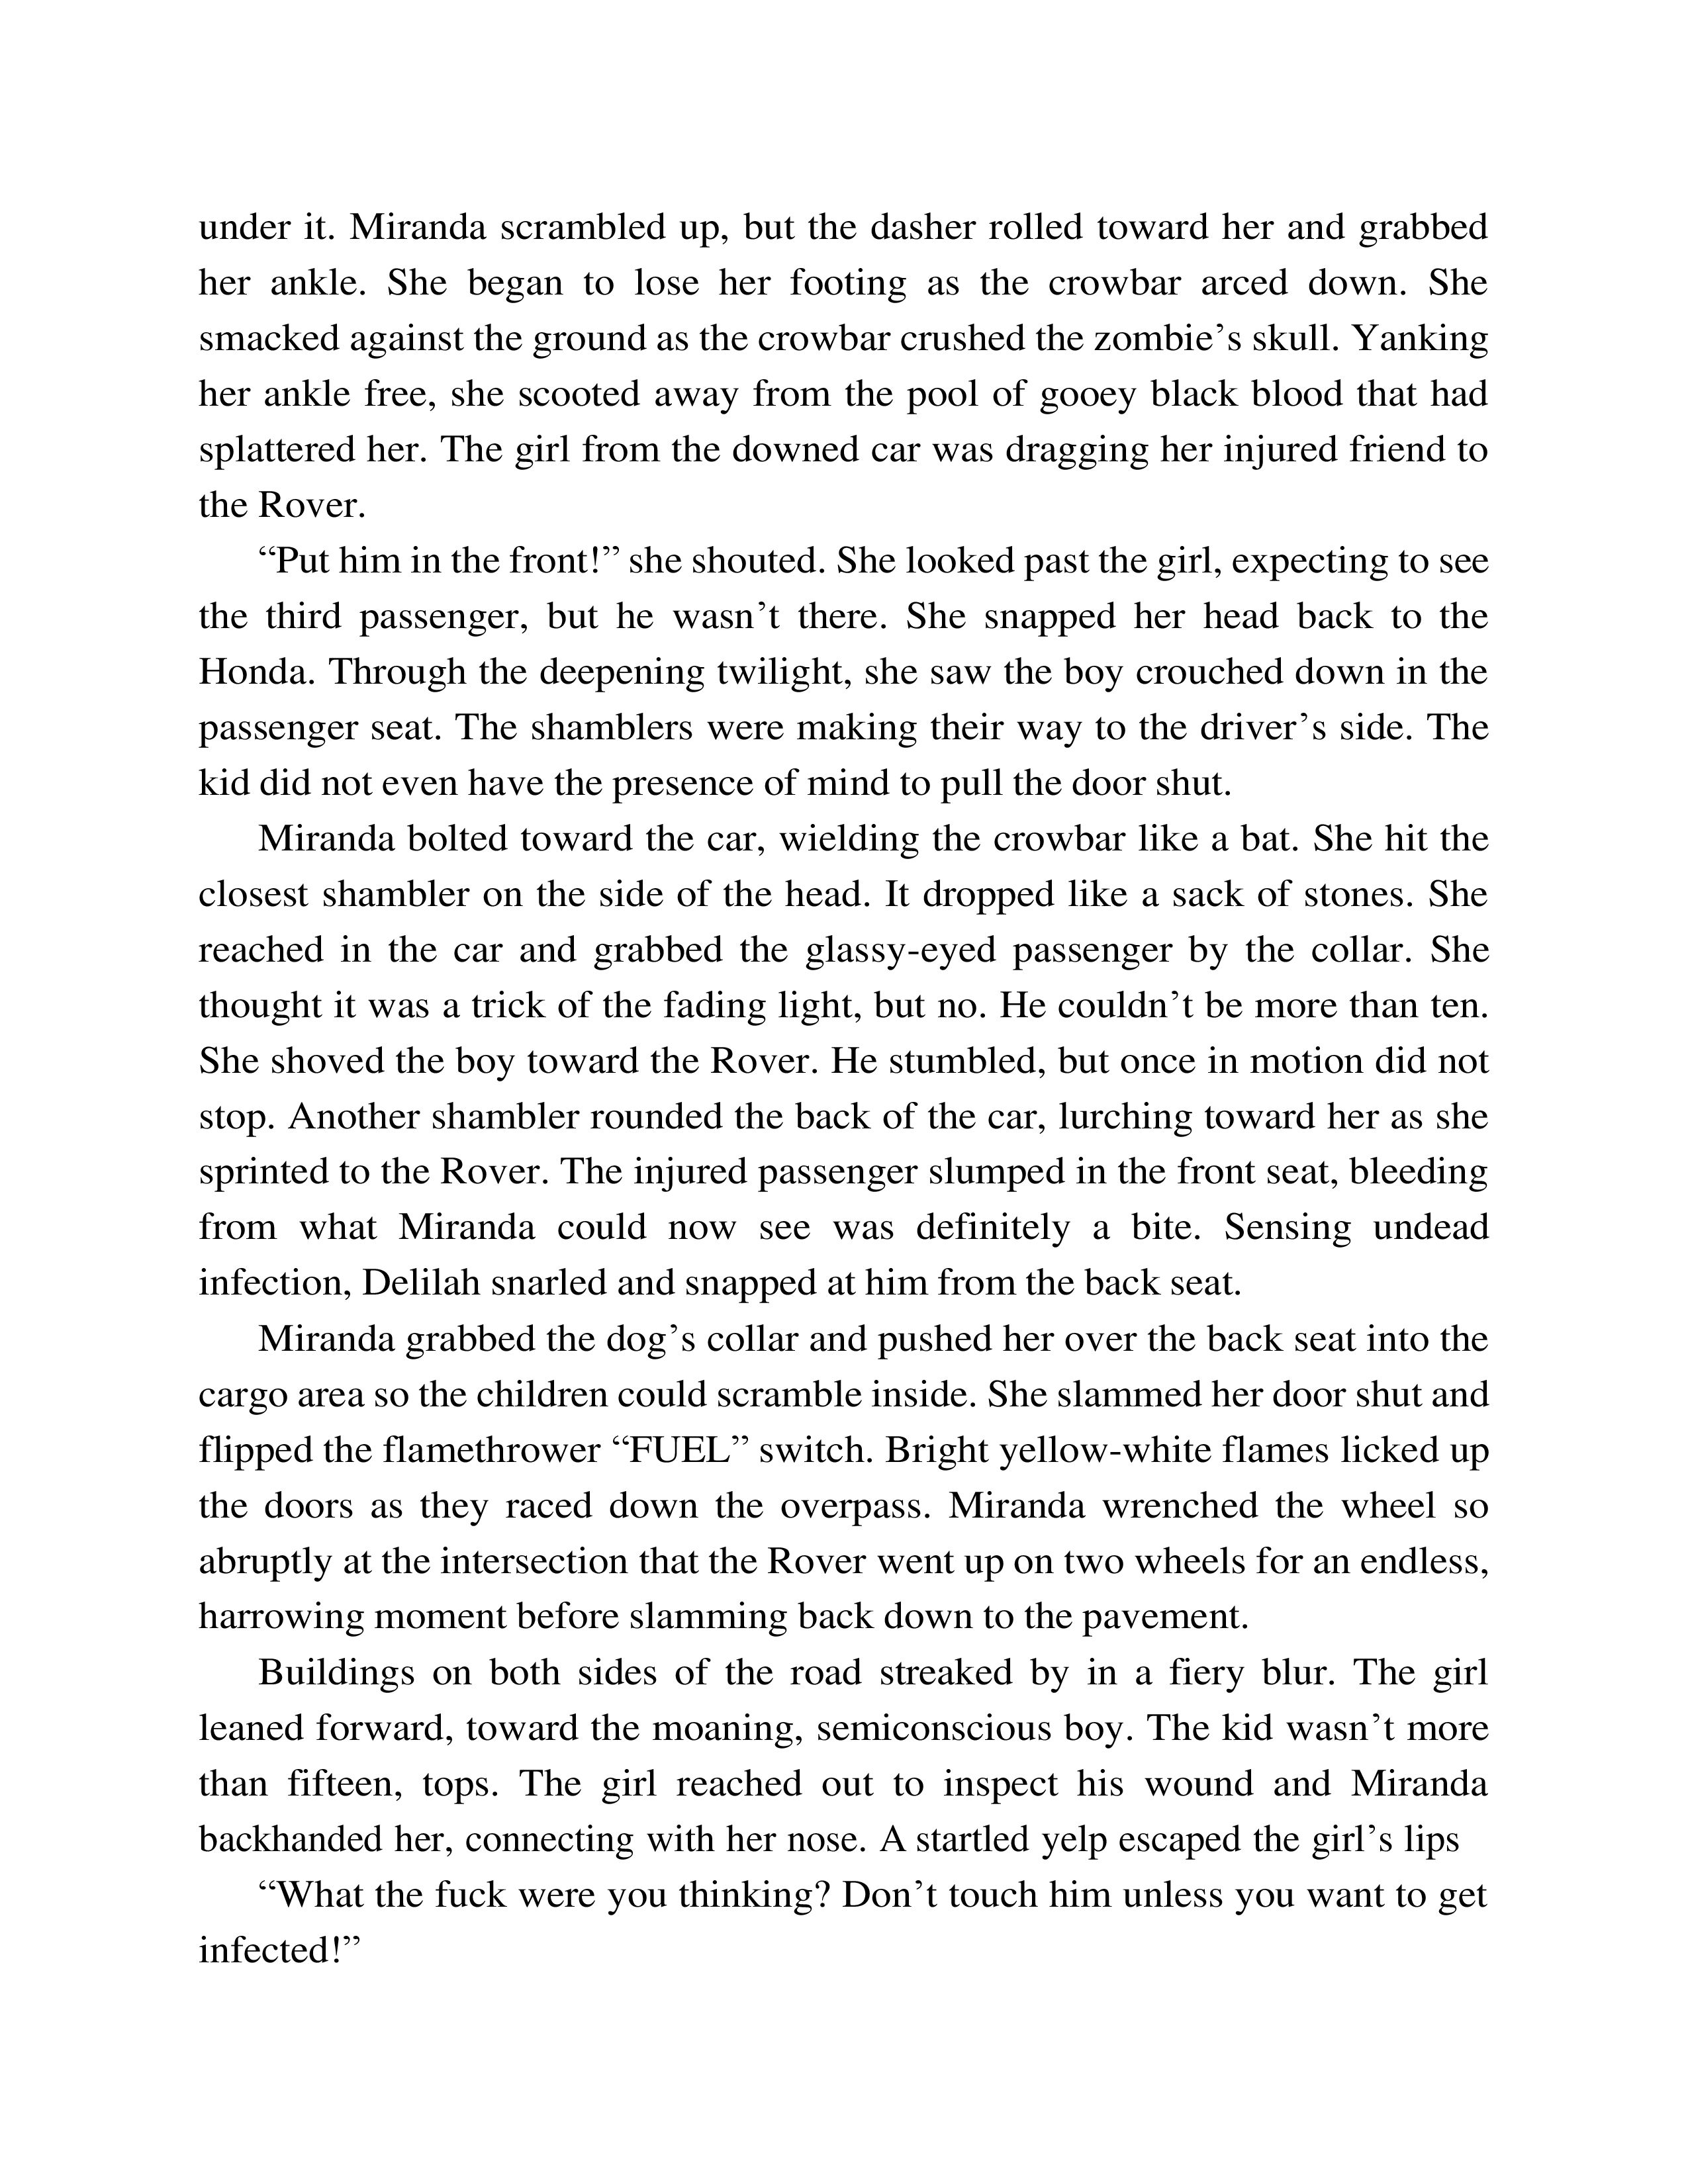 under it. Miranda scrambled up, but the dasher rolled toward her and grabbed
her ankle. She began to lose her footing as the crowbar arced down. She
smacked against the ground as the crowbar crushed the zombie’s skull. Yanking
her ankle free, she scooted away from the pool of gooey black blood that had
splattered her. The girl from the downed car was dragging her injured friend to
the Rover.
“Put him in the front!” she shouted. She looked past the girl, expecting to see
the third passenger, but he wasn’t there. She snapped her head back to the
Honda. Through the deepening twilight, she saw the boy crouched down in the
passenger seat. The shamblers were making their way to the driver’s side. The
kid did not even have the presence of mind to pull the door shut.
Miranda bolted toward the car, wielding the crowbar like a bat. She hit the
closest shambler on the side of the head. It dropped like a sack of stones. She
reached in the car and grabbed the glassy-eyed passenger by the collar. She
thought it was a trick of the fading light, but no. He couldn’t be more than ten.
She shoved the boy toward the Rover. He stumbled, but once in motion did not
stop. Another shambler rounded the back of the car, lurching toward her as she
sprinted to the Rover. The injured passenger slumped in the front seat, bleeding
from what Miranda could now see was definitely a bite. Sensing undead
infection, Delilah snarled and snapped at him from the back seat.
Miranda grabbed the dog’s collar and pushed her over the back seat into the
cargo area so the children could scramble inside. She slammed her door shut and
flipped the flamethrower “FUEL” switch. Bright yellow-white flames licked up
the doors as they raced down the overpass. Miranda wrenched the wheel so
abruptly at the intersection that the Rover went up on two wheels for an endless,
harrowing moment before slamming back down to the pavement.
Buildings on both sides of the road streaked by in a fiery blur. The girl
leaned forward, toward the moaning, semiconscious boy. The kid wasn’t more
than fifteen, tops. The girl reached out to inspect his wound and Miranda
backhanded her, connecting with her nose. A startled yelp escaped the girl’s lips
“What the fuck were you thinking? Don’t touch him unless you want to get
infected!”